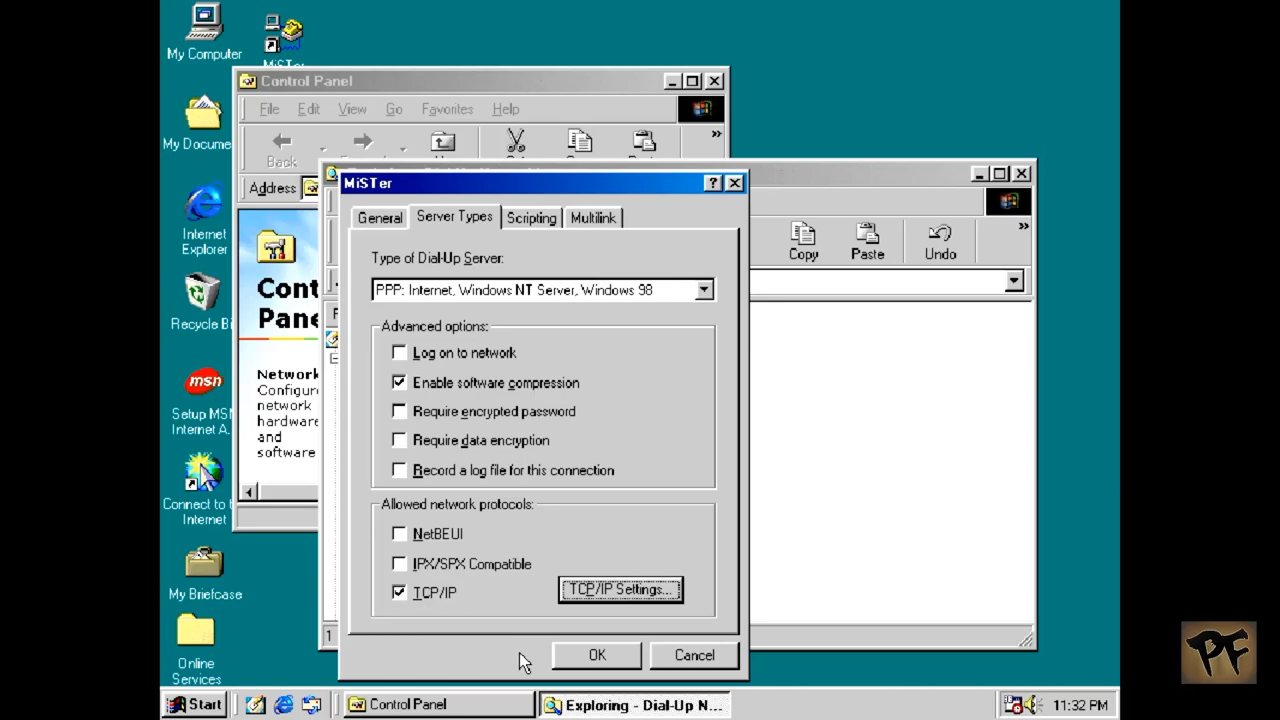 My Computer
MiSTer
Control Panel
File Edit View Go Favorites Help
Back
My Docume
Address
MiSTer
General Server Types Scripting Multilink
Copy Paste Undo
Type of Dial-Up Server:
PPP: Internet, Windows NT Server, Windows 98
Internet
Explorer
Cont
Pane
Advanced options:
Log on to network
Enable software compression
Require encrypted password
Require data encryption
Record a log file for this connection
Recycle Bi
Network
Configure
network
hardware
and
software
msn
Setup MSN
Internet A..
Connect to t
Internet
Allowed network protocols:
NetBEUI
IPX/SPX Compatible
TCP/IP
TCP/IP Settings...
My Briefcase
1
OK Cancel
Online
Services
Start Control Panel Exploring - Dial-Up N... 11:32 PM
PF